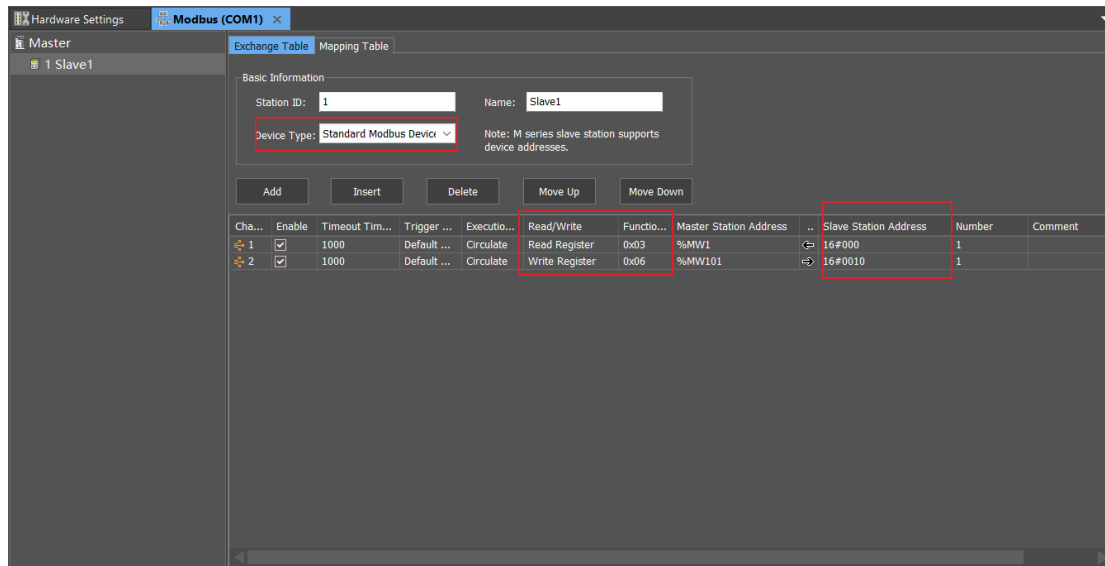 Hardware Settings
Modbus (COM1) ×
Master
1 Slave1
Exchange Table
Mapping Table
Basic Information
Station ID: 1
Name: Slave1
Device Type: Standard Modbus Device
Note: M series slave station supports
device addresses.
Add
Insert
Delete
Move Up
Move Down
Cha... Enable Timeout Tim... Trigger ... Executio... Read/Write Functio... Master Station Address .. Slave Station Address Number Comment
1 1000 Default ... Circulate Read Register 0x03 %MW1 16#000 1
2 1000 Default ... Circulate Write Register 0x06 %MW101 16#0010 1